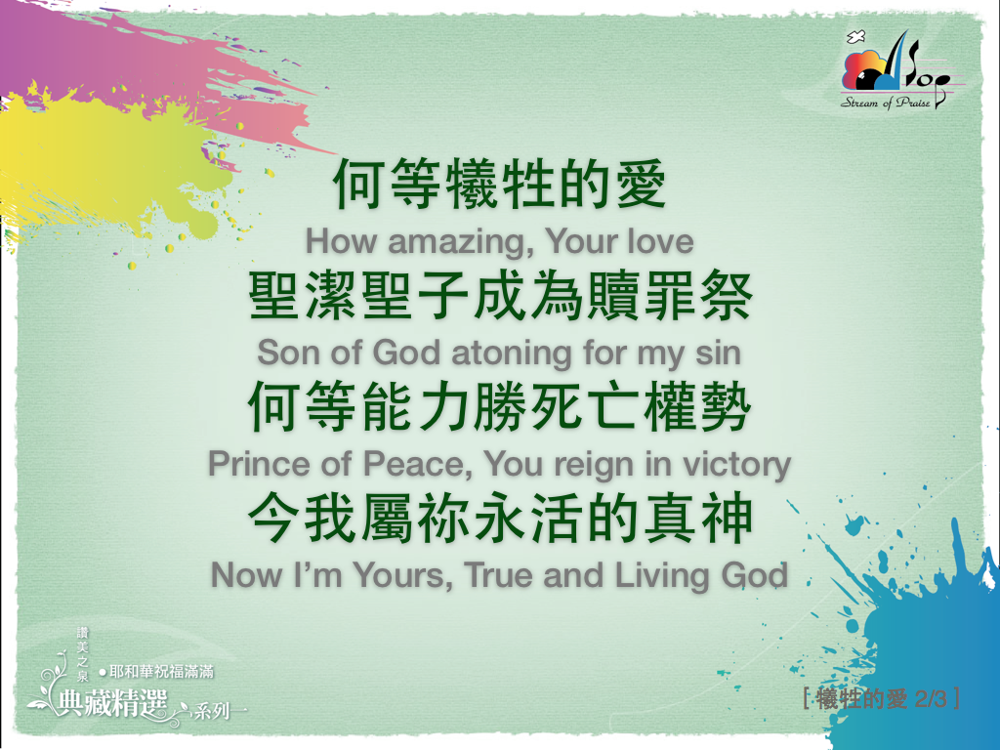 Sop
Stream of Praise
何等犧牲的愛
How amazing, Your love
聖潔聖子成為贖罪祭
Son of God atoning for my sin
何等能力勝死亡權勢
Prince of Peace, You reign in victory
今我屬祢永活的真神
Now I’m Yours, True and Living God
讚美之泉
●耶和華祝福滿滿
典藏精選 系列一
[ 犧牲的愛 2/3 ]